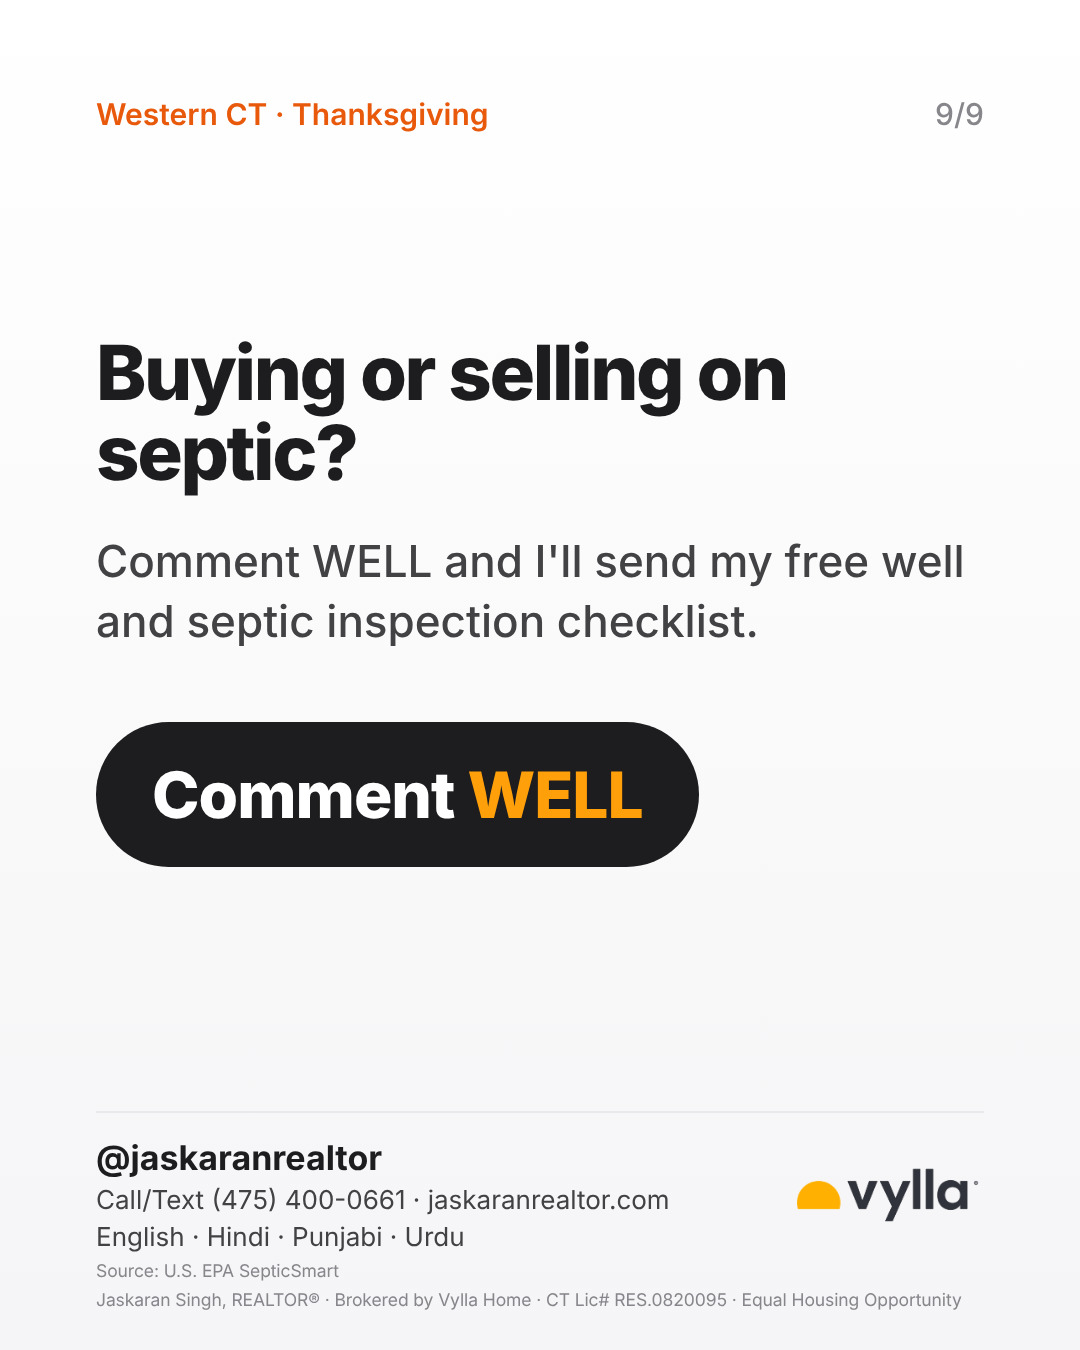 Western CT · Thanksgiving
9/9
Buying or selling on
septic?
Comment WELL and I'll send my free well
and septic inspection checklist.
Comment WELL
@jaskaranrealtor
Call/Text (475) 400-0661 · jaskaranrealtor.com
English · Hindi · Punjabi · Urdu
Source: U.S. EPA SepticSmart
Jaskaran Singh, REALTOR® · Brokered by Vylla Home · CT Lic# RES.0820095 · Equal Housing Opportunity
vylla